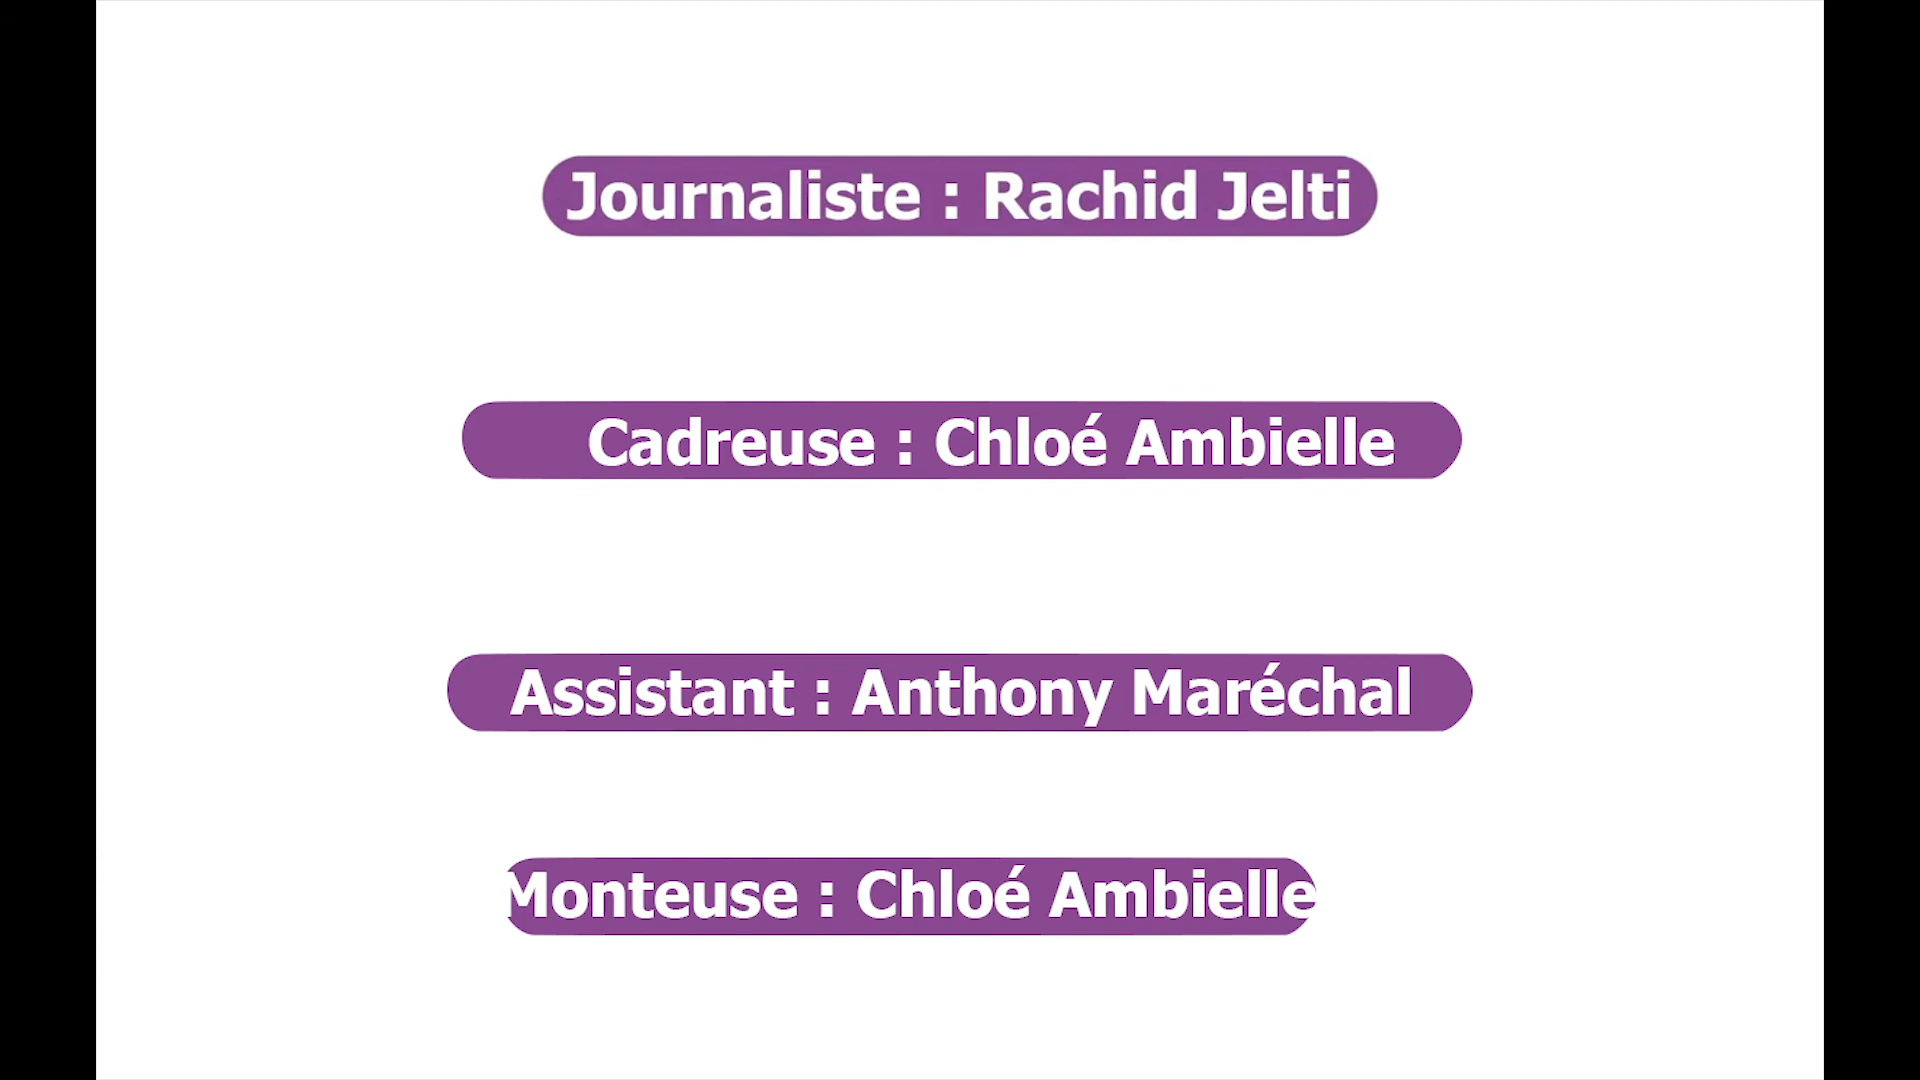 Journaliste : Rachid Jelti
Cadreuse : Chloé Ambielle
Assistant : Anthony Maréchal
Monteuse : Chloé Ambielle